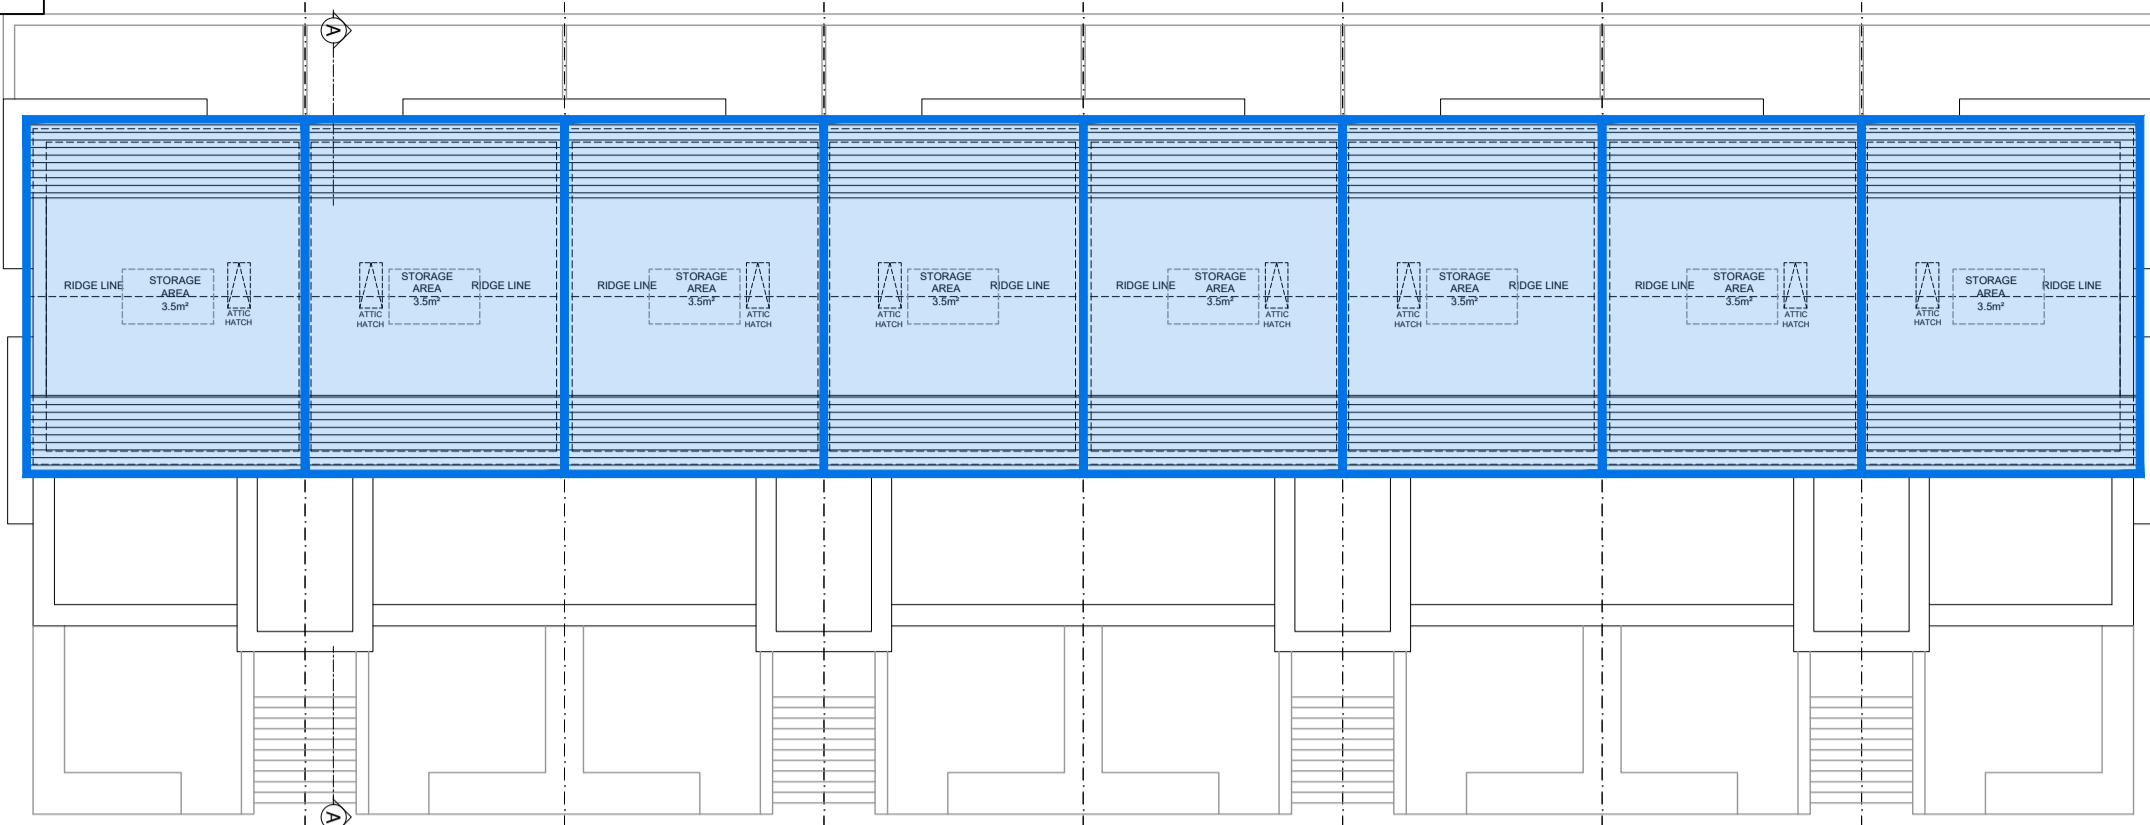 A
RIDGE LINE
STORAGE
AREA
3.5m²
ATTIC
HATCH
ATTIC
HATCH
STORAGE
AREA
3.5m²
RIDGE LINE
RIDGE LINE
STORAGE
AREA
3.5m²
ATTIC
HATCH
ATTIC
HATCH
STORAGE
AREA
3.5m²
RIDGE LINE
RIDGE LINE
STORAGE
AREA
3.5m²
ATTIC
HATCH
ATTIC
HATCH
STORAGE
AREA
3.5m²
RIDGE LINE
RIDGE LINE
STORAGE
AREA
3.5m²
ATTIC
HATCH
ATTIC
HATCH
STORAGE
AREA
3.5m²
RIDGE LINE
A